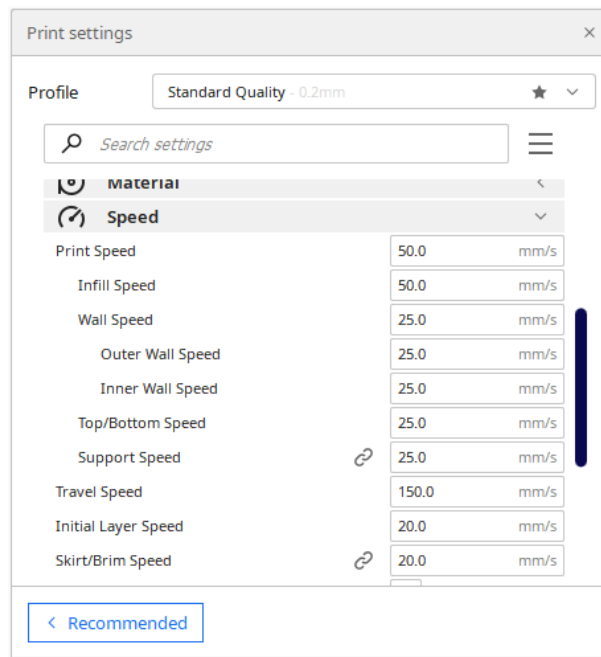 Print settings
Profile Standard Quality - 0.2mm
Search settings
Material
Speed
Print Speed 50.0 mm/s
Infill Speed 50.0 mm/s
Wall Speed 25.0 mm/s
Outer Wall Speed 25.0 mm/s
Inner Wall Speed 25.0 mm/s
Top/Bottom Speed 25.0 mm/s
Support Speed 25.0 mm/s
Travel Speed 150.0 mm/s
Initial Layer Speed 20.0 mm/s
Skirt/Brim Speed 20.0 mm/s
Recommended